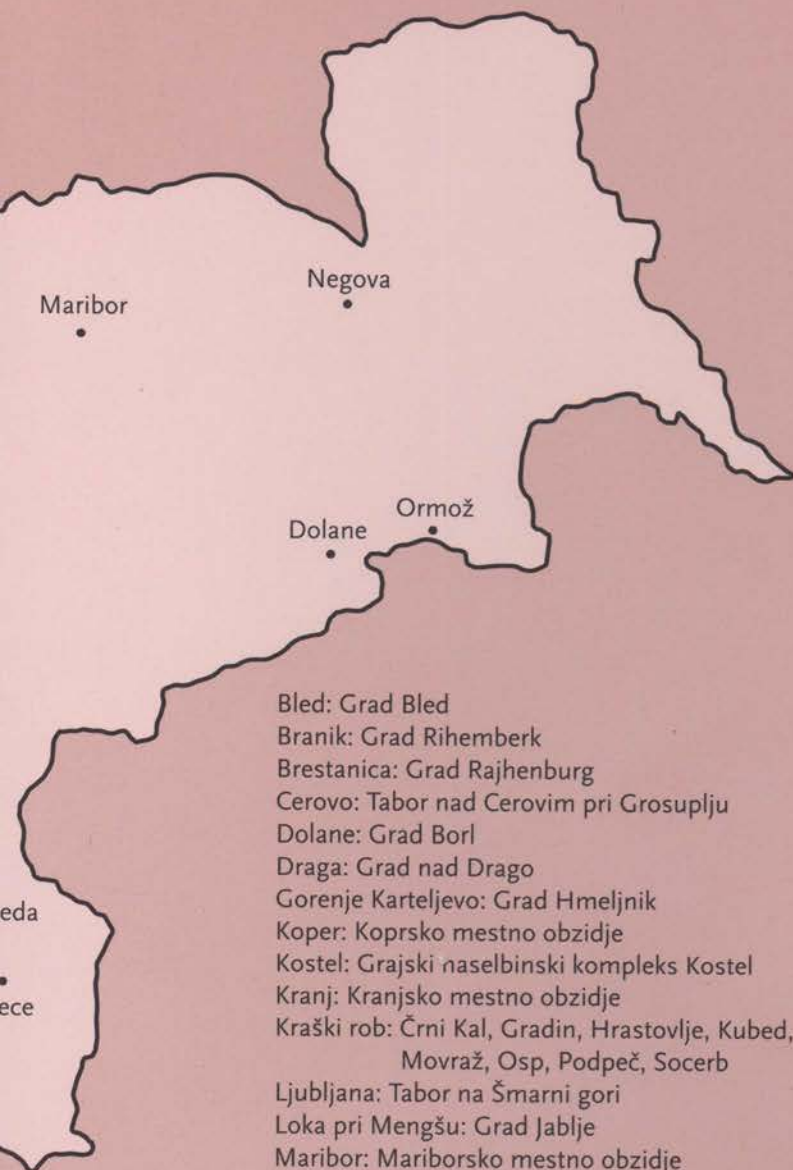 Maribor
Negova
Dolane
Ormož
Bled: Grad Bled
Branik: Grad Rihemberk
Brestanica: Grad Rajhenburg
Cerovo: Tabor nad Cerovim pri Grosuplju
Dolane: Grad Borl
Draga: Grad nad Drago
Gorenje Karteljevo: Grad Hmeljnik
Koper: Koprsko mestno obzidje
eda
Kostel: Grajski naselbinski kompleks Kostel
ece
Kranj: Kranjsko mestno obzidje
Kraški rob: Črni Kal, Gradin, Hrastovlje, Kubed,
Movraž, Osp, Podpeč, Socerb
Ljubljana: Tabor na Šmarni gori
Loka pri Mengšu: Grad Jablje
Maribor: Mariborsko mestno obzidje